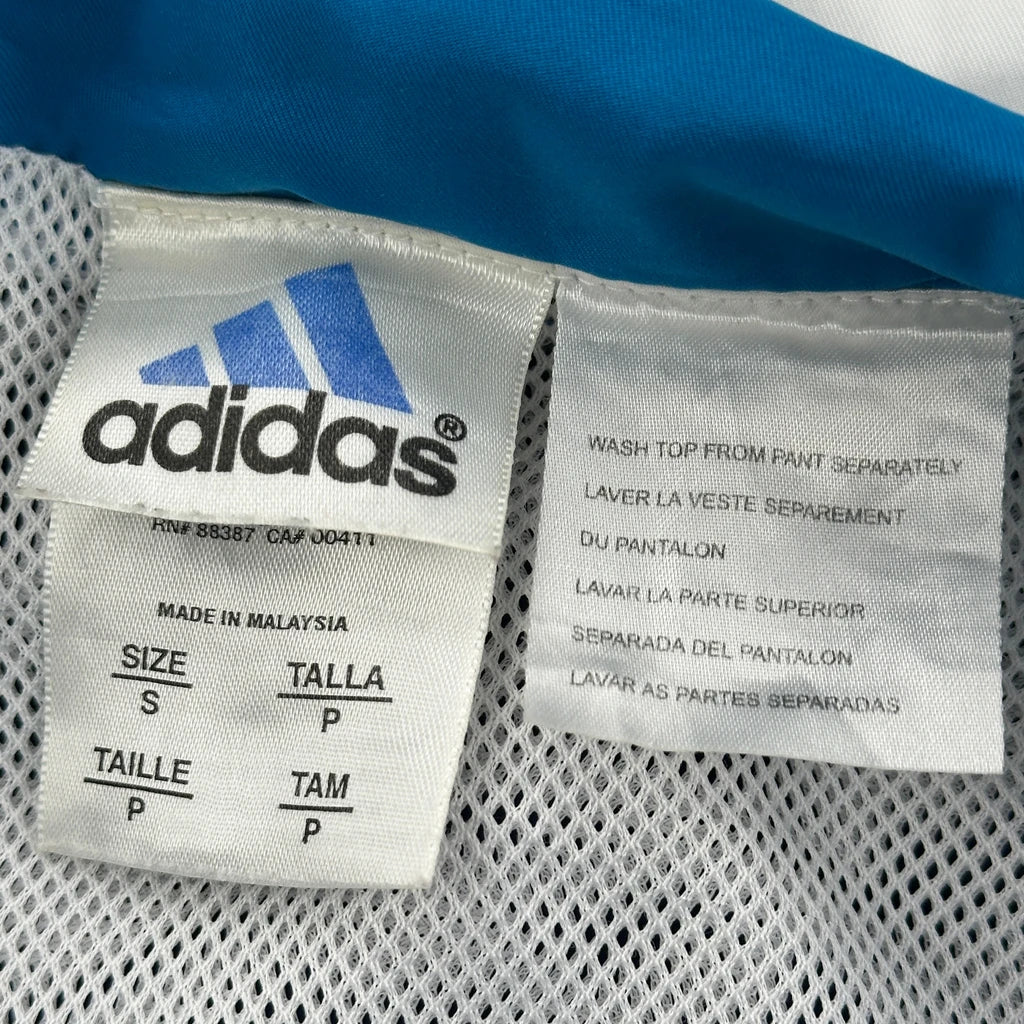 adidas®
RN# 88387 CA# 00411
MADE IN MALAYSIA
SIZE TALLA
S P
TAILLE TAM
P P
WASH TOP FROM PANT SEPARATELY
LAVER LA VESTE SEPAREMENT
DU PANTALON
LAVAR LA PARTE SUPERIOR
SEPARADA DEL PANTALON
LAVAR AS PARTES SEPARADAS